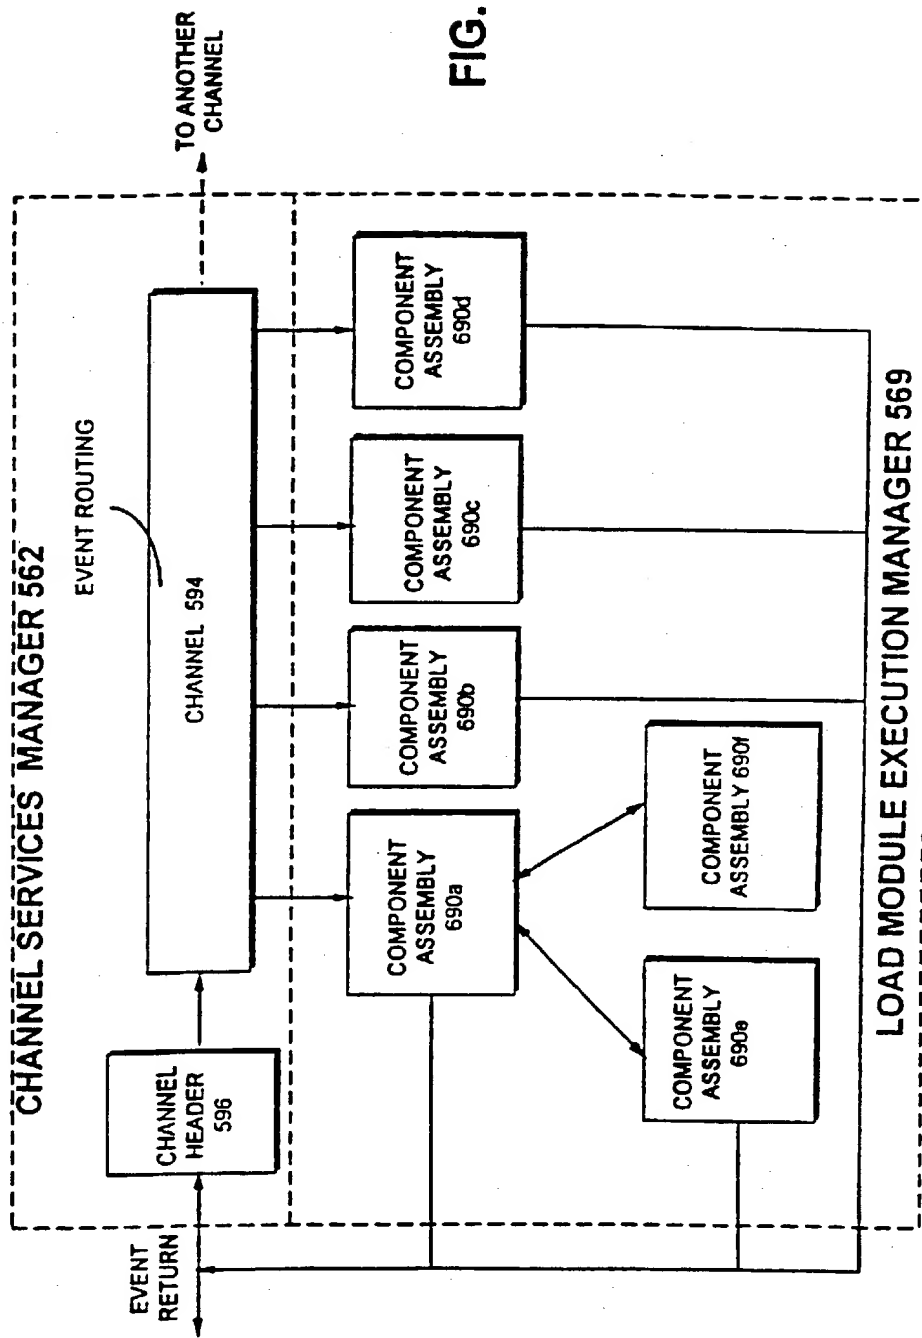 CHANNEL SERVICES MANAGER 562
EVENT ROUTING
TO ANOTHER
CHANNEL
EVENT
RETURN
CHANNEL
HEADER
596
CHANNEL 594
COMPONENT
ASSEMBLY
690a
COMPONENT
ASSEMBLY
690b
COMPONENT
ASSEMBLY
690c
COMPONENT
ASSEMBLY
690d
COMPONENT
ASSEMBLY
690e
COMPONENT
ASSEMBLY 690f
LOAD MODULE EXECUTION MANAGER 569
FIG.